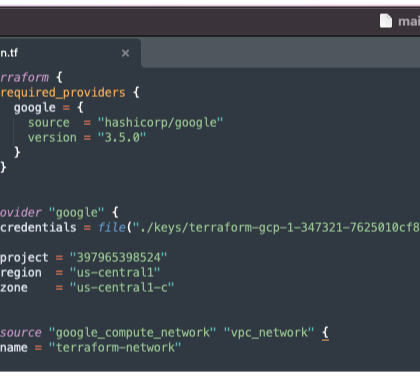 mai
n.tf ×
rraform {
required_providers {
google = {
source = "hashicorp/google"
version = "3.5.0"
}
}
ovider "google" {
credentials = file("./keys/terraform-gcp-1-347321-7625010cf8
project = "397965398524"
region = "us-central1"
zone = "us-central1-c"
source "google_compute_network" "vpc_network" {
name = "terraform-network"